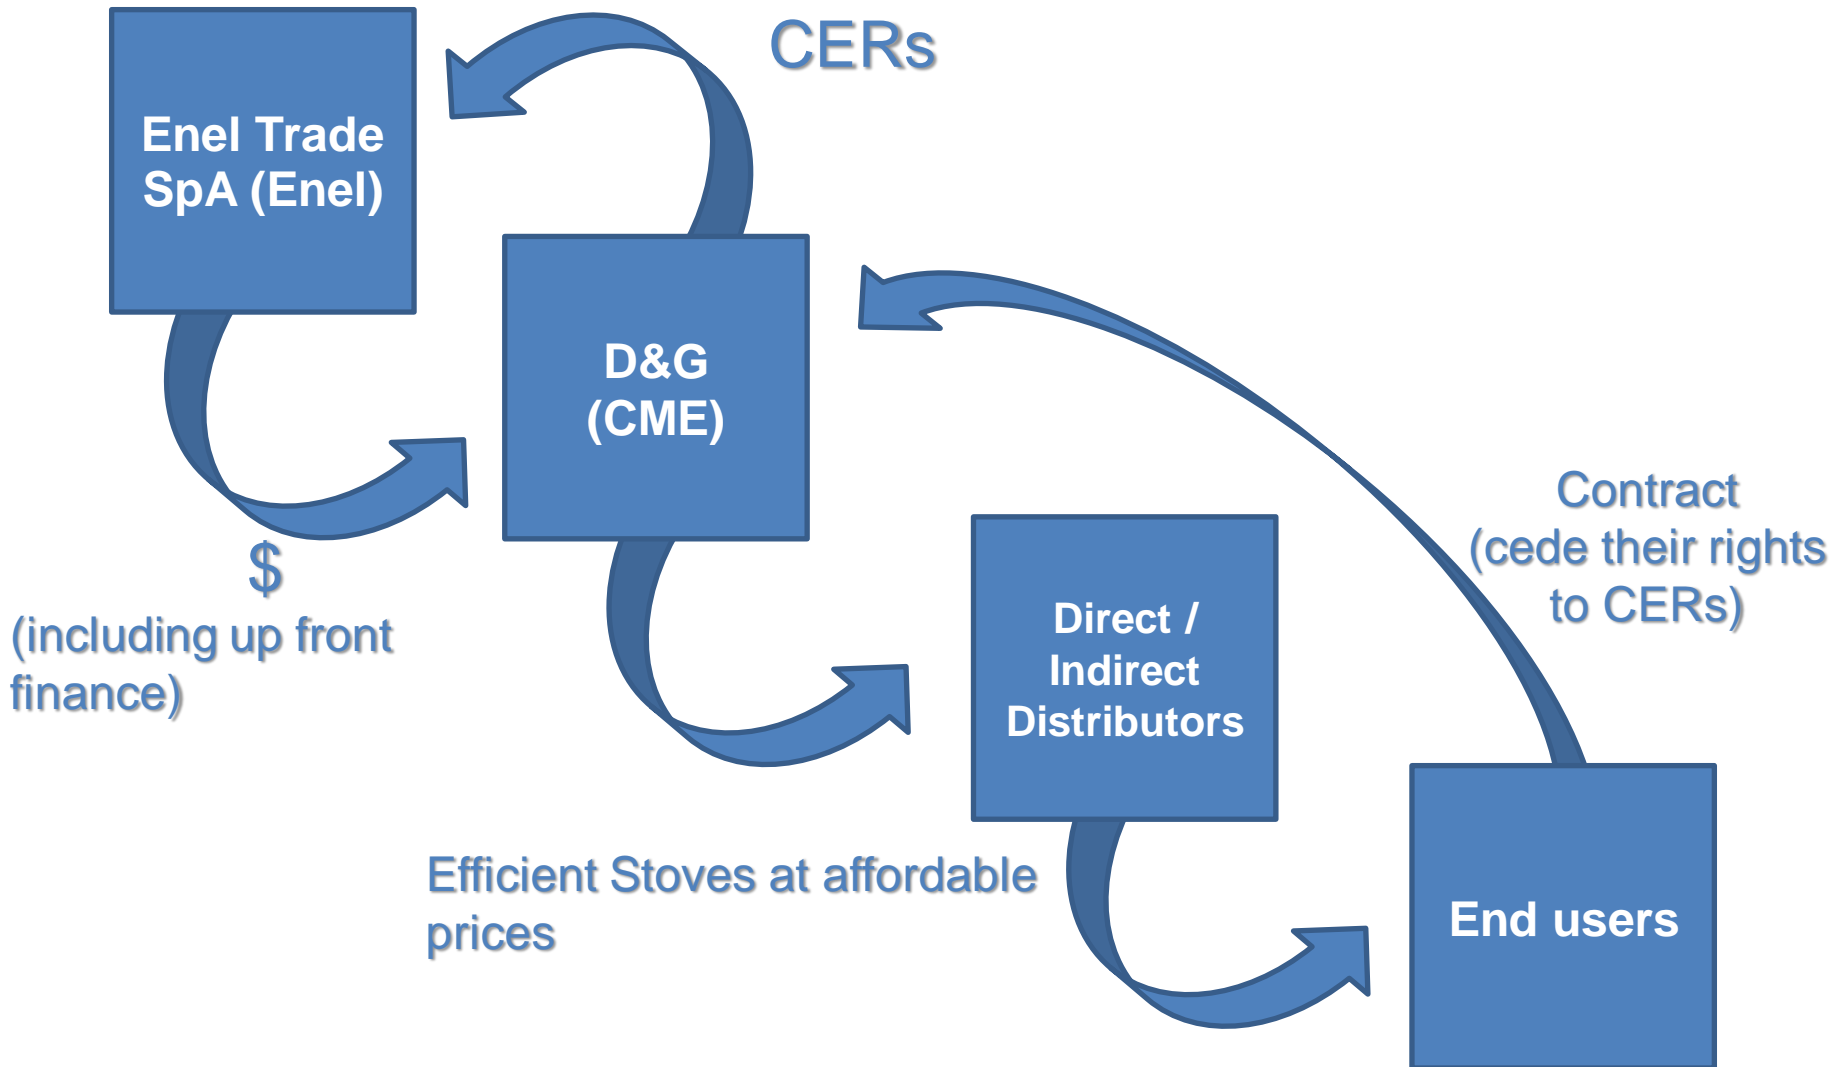 CERs
Enel Trade
SpA (Enel)
D&G
(CME)
$
(including up front
finance)
Contract
(cede their rights
to CERs)
Direct /
Indirect
Distributors
Efficient Stoves at affordable
prices
End users